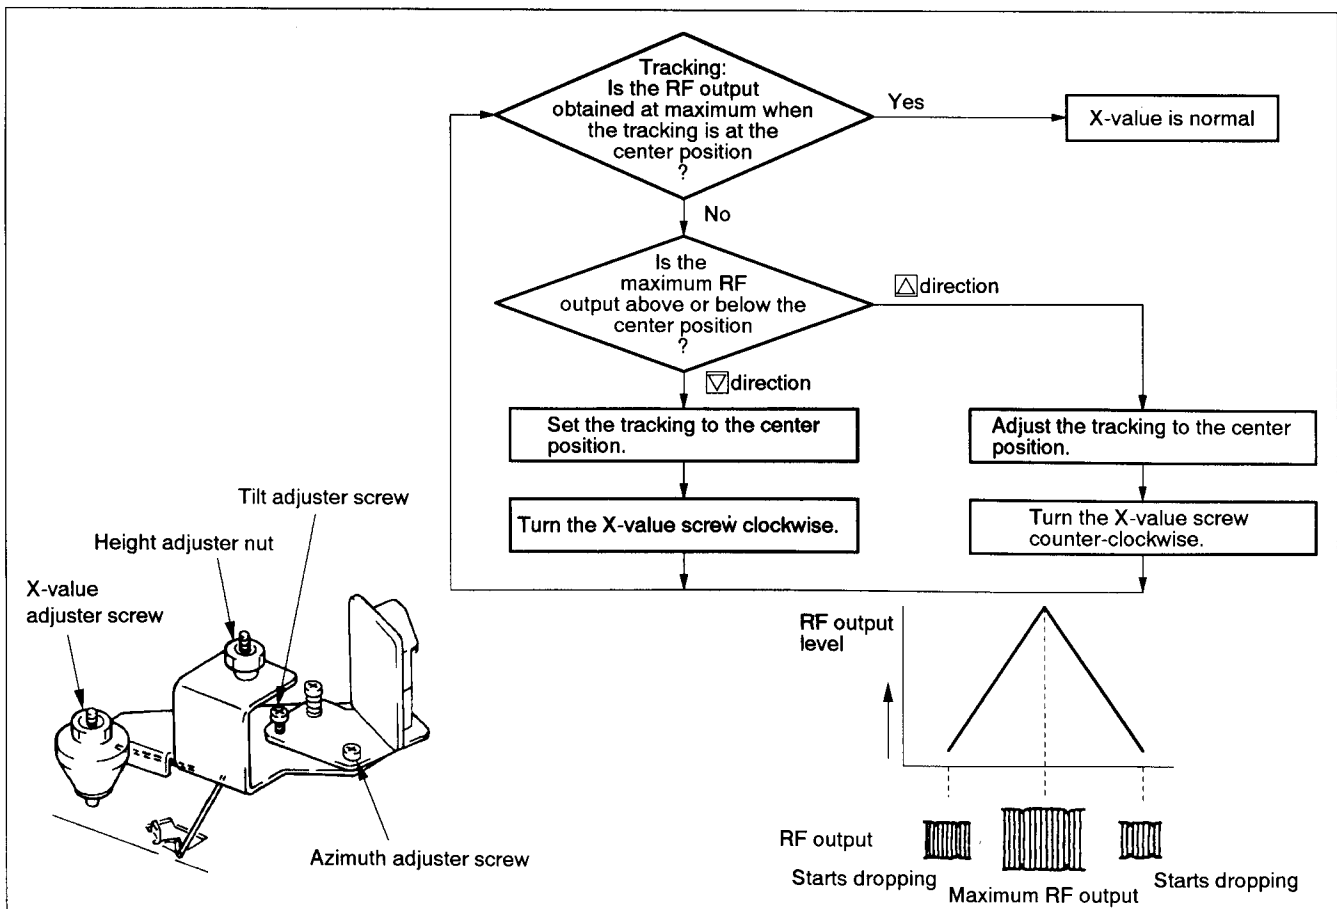 Tracking:
Is the RF output
obtained at maximum when
the tracking is at the
center position
?
Yes
X-value is normal
No
Is the
maximum RF
output above or below the
center position
?
△ direction
▽ direction
Set the tracking to the center
position.
Adjust the tracking to the center
position.
Turn the X-value screw clockwise.
Turn the X-value screw
counter-clockwise.
Tilt adjuster screw
Height adjuster nut
X-value
adjuster screw
Azimuth adjuster screw
RF output
level
RF output
Starts dropping
Maximum RF output
Starts dropping